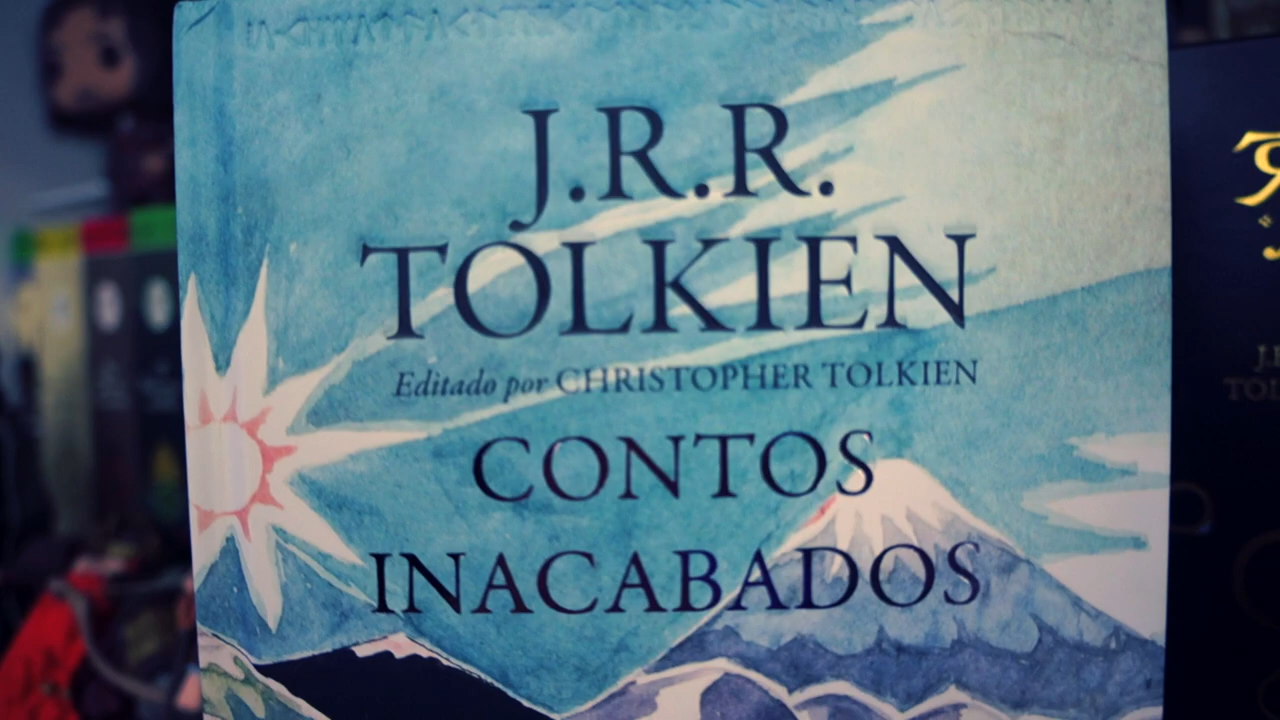 J.R.R.
TOLKIEN
Editado por CHRISTOPHER TOLKIEN
CONTOS
INACABADOS